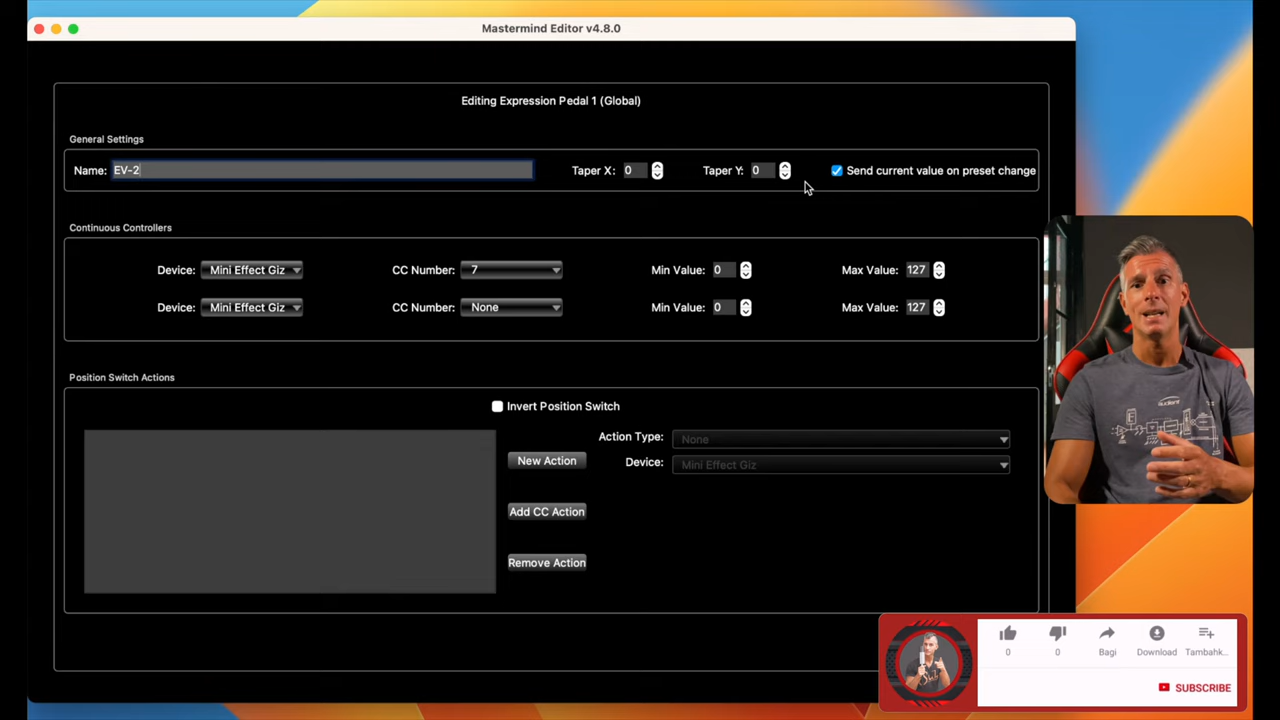 Mastermind Editor v4.8.0
Editing Expression Pedal 1 (Global)
General Settings
Name: EV-2 Taper X: 0 Taper Y: 0 Send current value on preset change
Continuous Controllers
Device: Mini Effect Giz CC Number: 7 Min Value: 0 Max Value: 127
Device: Mini Effect Giz CC Number: None Min Value: 0 Max Value: 127
Position Switch Actions
Invert Position Switch
Action Type: None
New Action
Device: Mini Effect Giz
Add CC Action
Remove Action
audient
0 0 Bagi Download Tambahk...
SUBSCRIBE